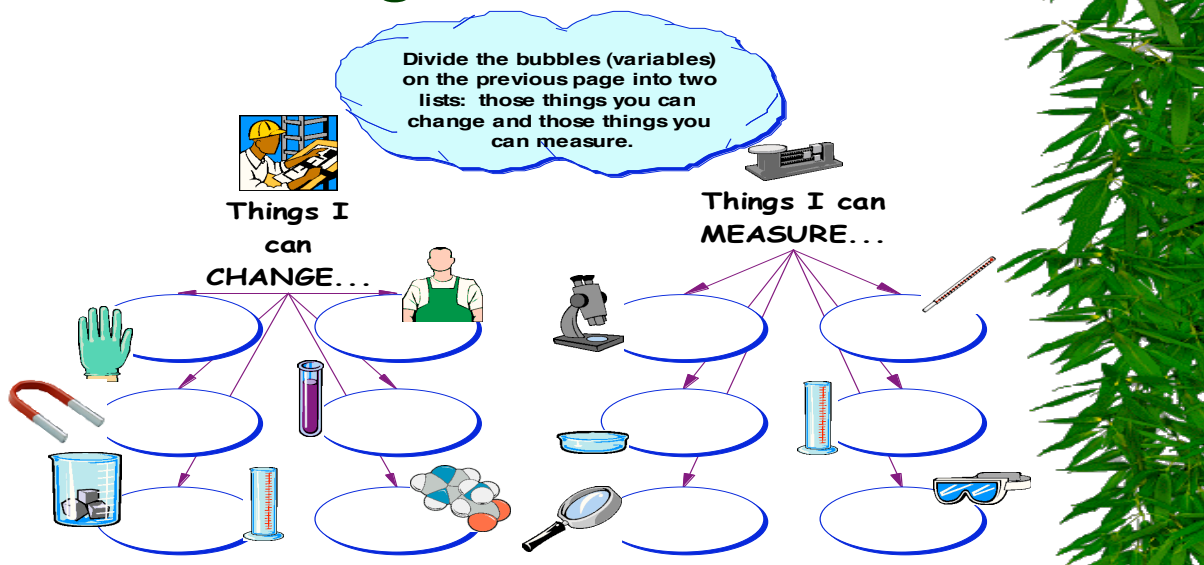 Divide the bubbles (variables)
on the previous page into two
lists: those things you can
change and those things you
can measure.
Things I
can
CHANGE...
Things I can
MEASURE...